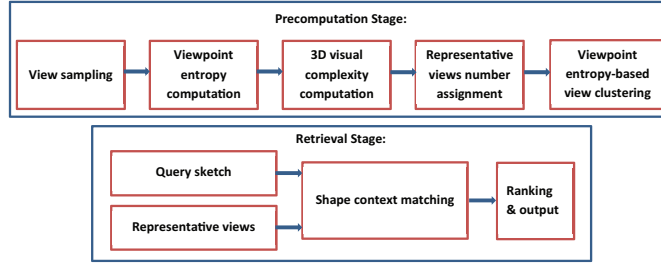 Precomputation Stage:
View sampling
Viewpoint
entropy
computation
3D visual
complexity
computation
Representative
views number
assignment
Viewpoint
entropy-based
view clustering
Retrieval Stage:
Query sketch
Representative views
Shape context matching
Ranking
& output